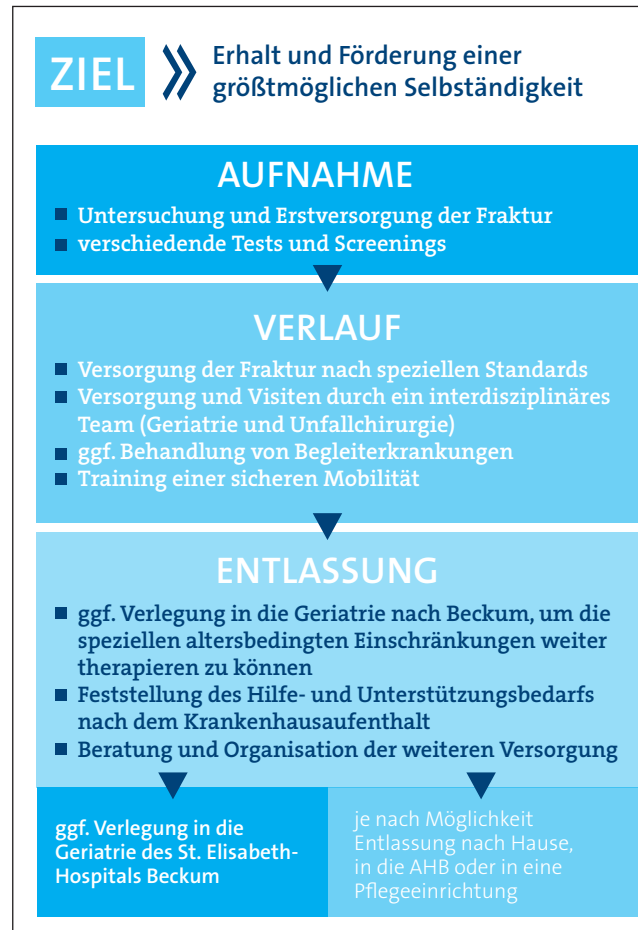 ZIEL
Erhalt und Förderung einer
größtmöglichen Selbständigkeit
AUFNAHME
Untersuchung und Erstversorgung der Fraktur
verschiedende Tests und Screenings
VERLAUF
Versorgung der Fraktur nach speziellen Standards
Versorgung und Visiten durch ein interdisziplinäres
Team (Geriatrie und Unfallchirurgie)
ggf. Behandlung von Begleiterkrankungen
Training einer sicheren Mobilität
ENTLASSUNG
ggf. Verlegung in die Geriatrie nach Beckum, um die
speziellen altersbedingten Einschränkungen weiter
therapieren zu können
Feststellung des Hilfe- und Unterstützungsbedarfs
nach dem Krankenhausaufenthalt
Beratung und Organisation der weiteren Versorgung
ggf. Verlegung in die
Geriatrie des St. Elisabeth-
Hospitals Beckum
je nach Möglichkeit
Entlassung nach Hause,
in die AHB oder in eine
Pflegeeinrichtung